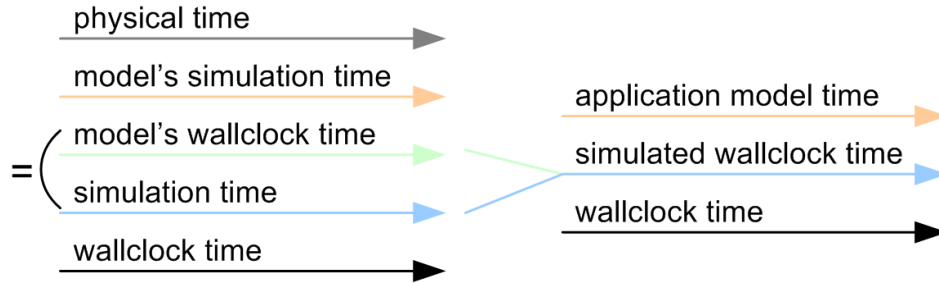 physical time
model's simulation time
model's wallclock time
=
simulation time
wallclock time
application model time
simulated wallclock time
wallclock time